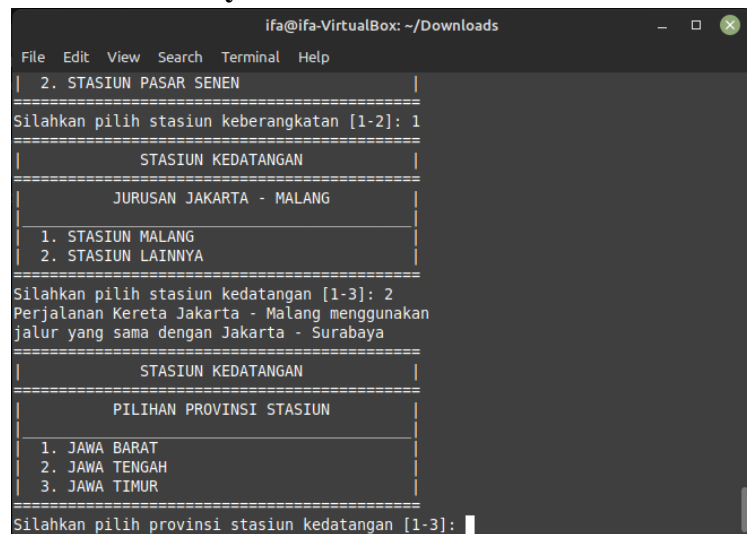 ifa@ifa-VirtualBox: ~/Downloads
File Edit View Search Terminal Help
| 2. STASIUN PASAR SENEN |
=============================================
Silahkan pilih stasiun keberangkatan [1-2]: 1
=============================================
| STASIUN KEDATANGAN |
=============================================
| JURUSAN JAKARTA - MALANG |
|___________________________________________|
| 1. STASIUN MALANG |
| 2. STASIUN LAINNYA |
=============================================
Silahkan pilih stasiun kedatangan [1-3]: 2
Perjalanan Kereta Jakarta - Malang menggunakan
jalur yang sama dengan Jakarta - Surabaya
=============================================
| STASIUN KEDATANGAN |
=============================================
| PILIHAN PROVINSI STASIUN |
|___________________________________________|
| 1. JAWA BARAT |
| 2. JAWA TENGAH |
| 3. JAWA TIMUR |
=============================================
Silahkan pilih provinsi stasiun kedatangan [1-3]: